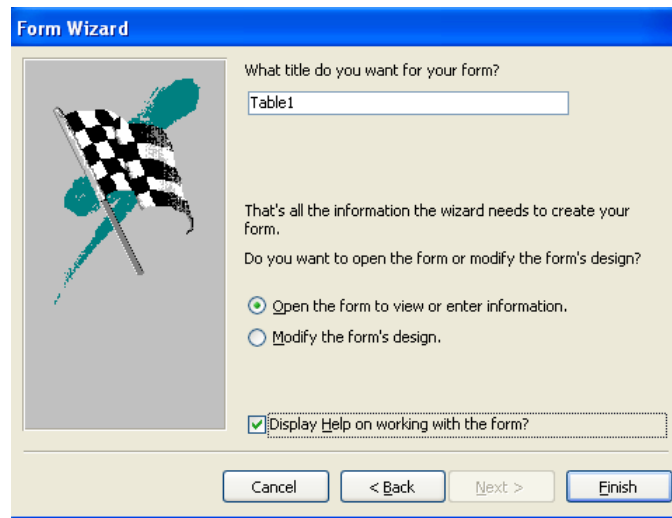 Form Wizard
What title do you want for your form?
Table1
That's all the information the wizard needs to create your
form.
Do you want to open the form or modify the form's design?
Open the form to view or enter information.
Modify the form's design.
Display Help on working with the form?
Cancel
< Back
Next >
Finish